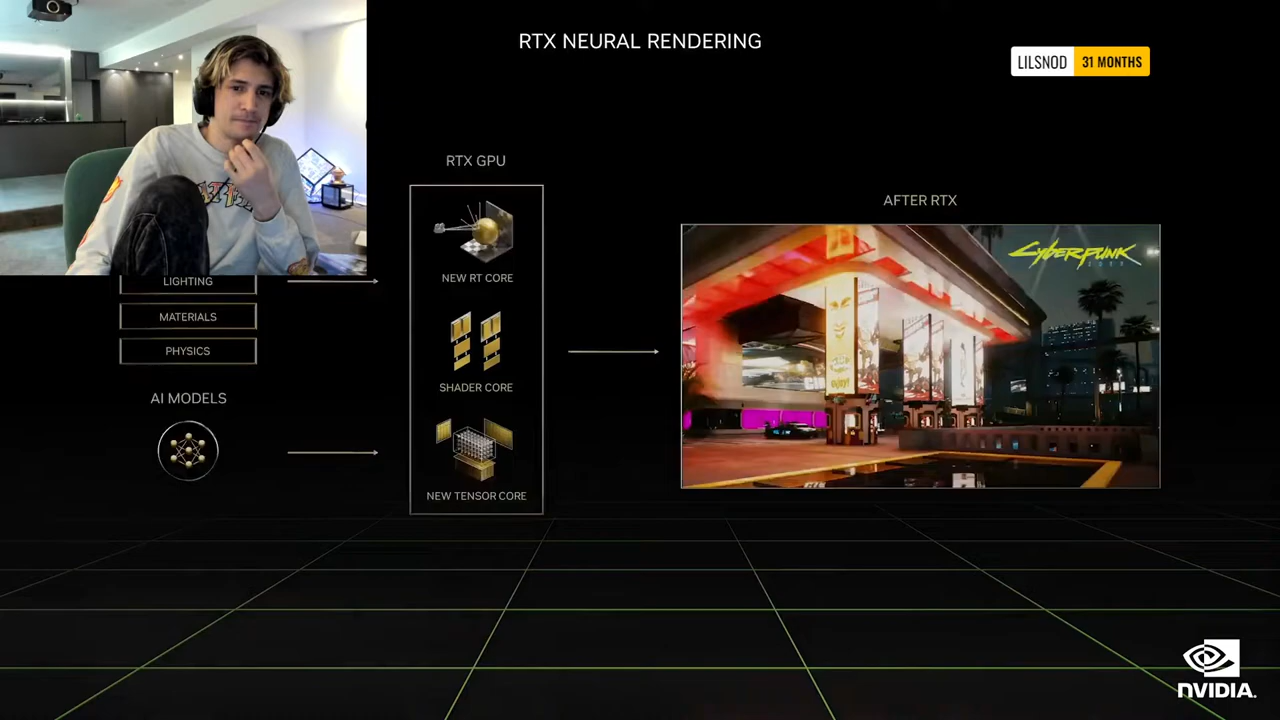 RTX NEURAL RENDERING
LILSNOD 31 MONTHS
RTX GPU
AFTER RTX
CYBERPUNK
NEW RT CORE
LIGHTING
MATERIALS
PHYSICS
SHADER CORE
AI MODELS
NEW TENSOR CORE
NVIDIA.